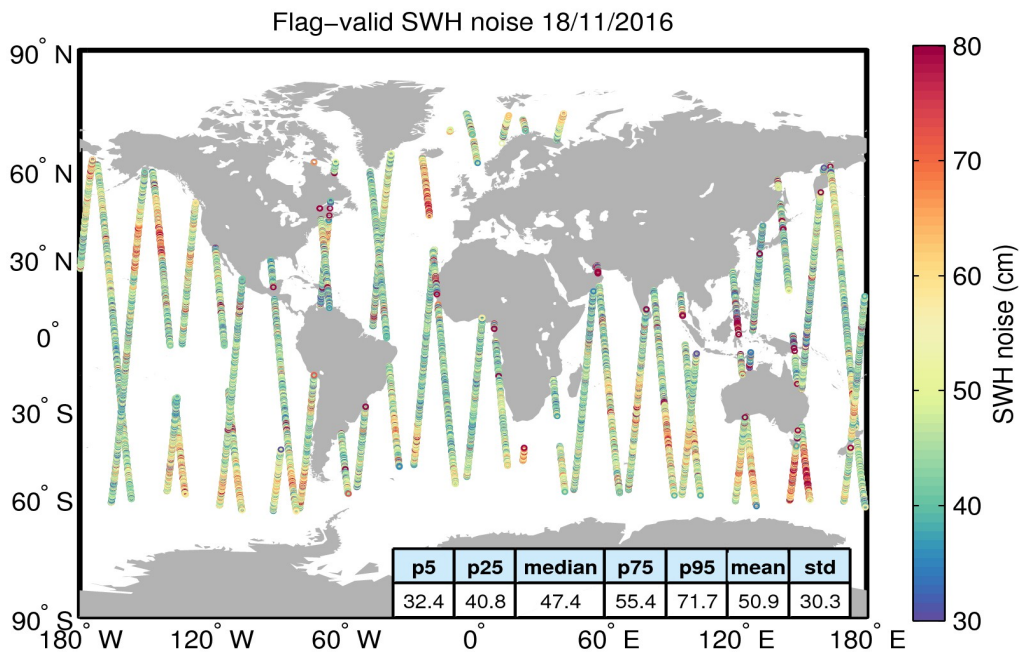 Flag−valid SWH noise 18/11/2016
90° N
60° N
30° N
0°
30° S
60° S
90° S
180° W
120° W
60° W
0°
60° E
120° E
180° E
p5 p25 median p75 p95 mean std
32.4 40.8 47.4 55.4 71.7 50.9 30.3
80
70
60
50
40
30
SWH noise (cm)